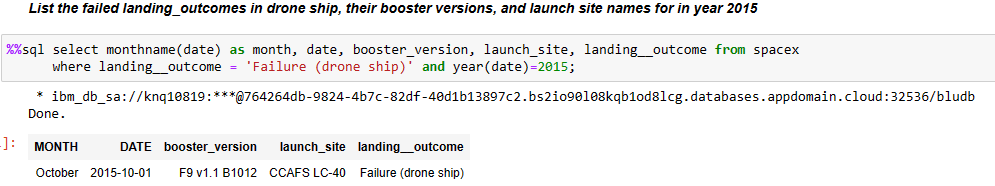 List the failed landing_outcomes in drone ship, their booster versions, and launch site names for in year 2015
%%sql select monthname(date) as month, date, booster_version, launch_site, landing__outcome from spacex
where landing__outcome = 'Failure (drone ship)' and year(date)=2015;
* ibm_db_sa://knq10819:***@764264db-9824-4b7c-82df-40d1b13897c2.bs2io90l08kqb1od8lcg.databases.appdomain.cloud:32536/bludb
Done.
]:
MONTH DATE booster_version launch_site landing__outcome
October 2015-10-01 F9 v1.1 B1012 CCAFS LC-40 Failure (drone ship)